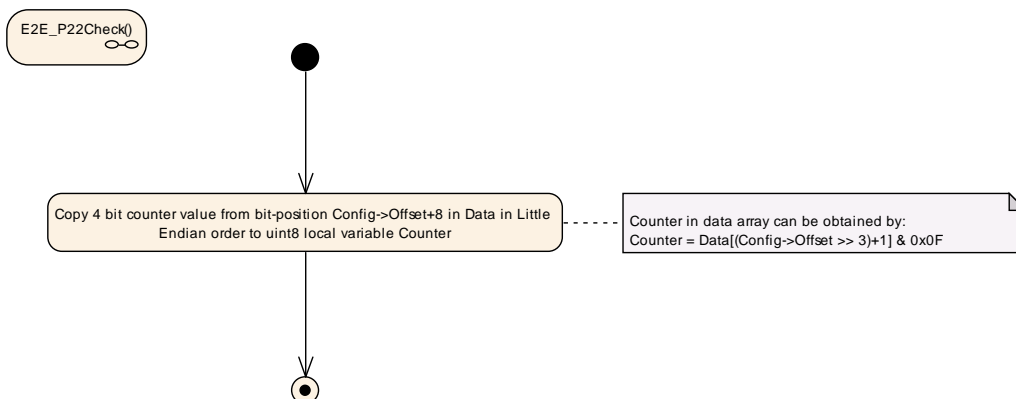 E2E_P22Check()
Copy 4 bit counter value from bit-position Config->Offset+8 in Data in Little
Endian order to uint8 local variable Counter
Counter in data array can be obtained by:
Counter = Data[(Config->Offset >> 3)+1] & 0x0F